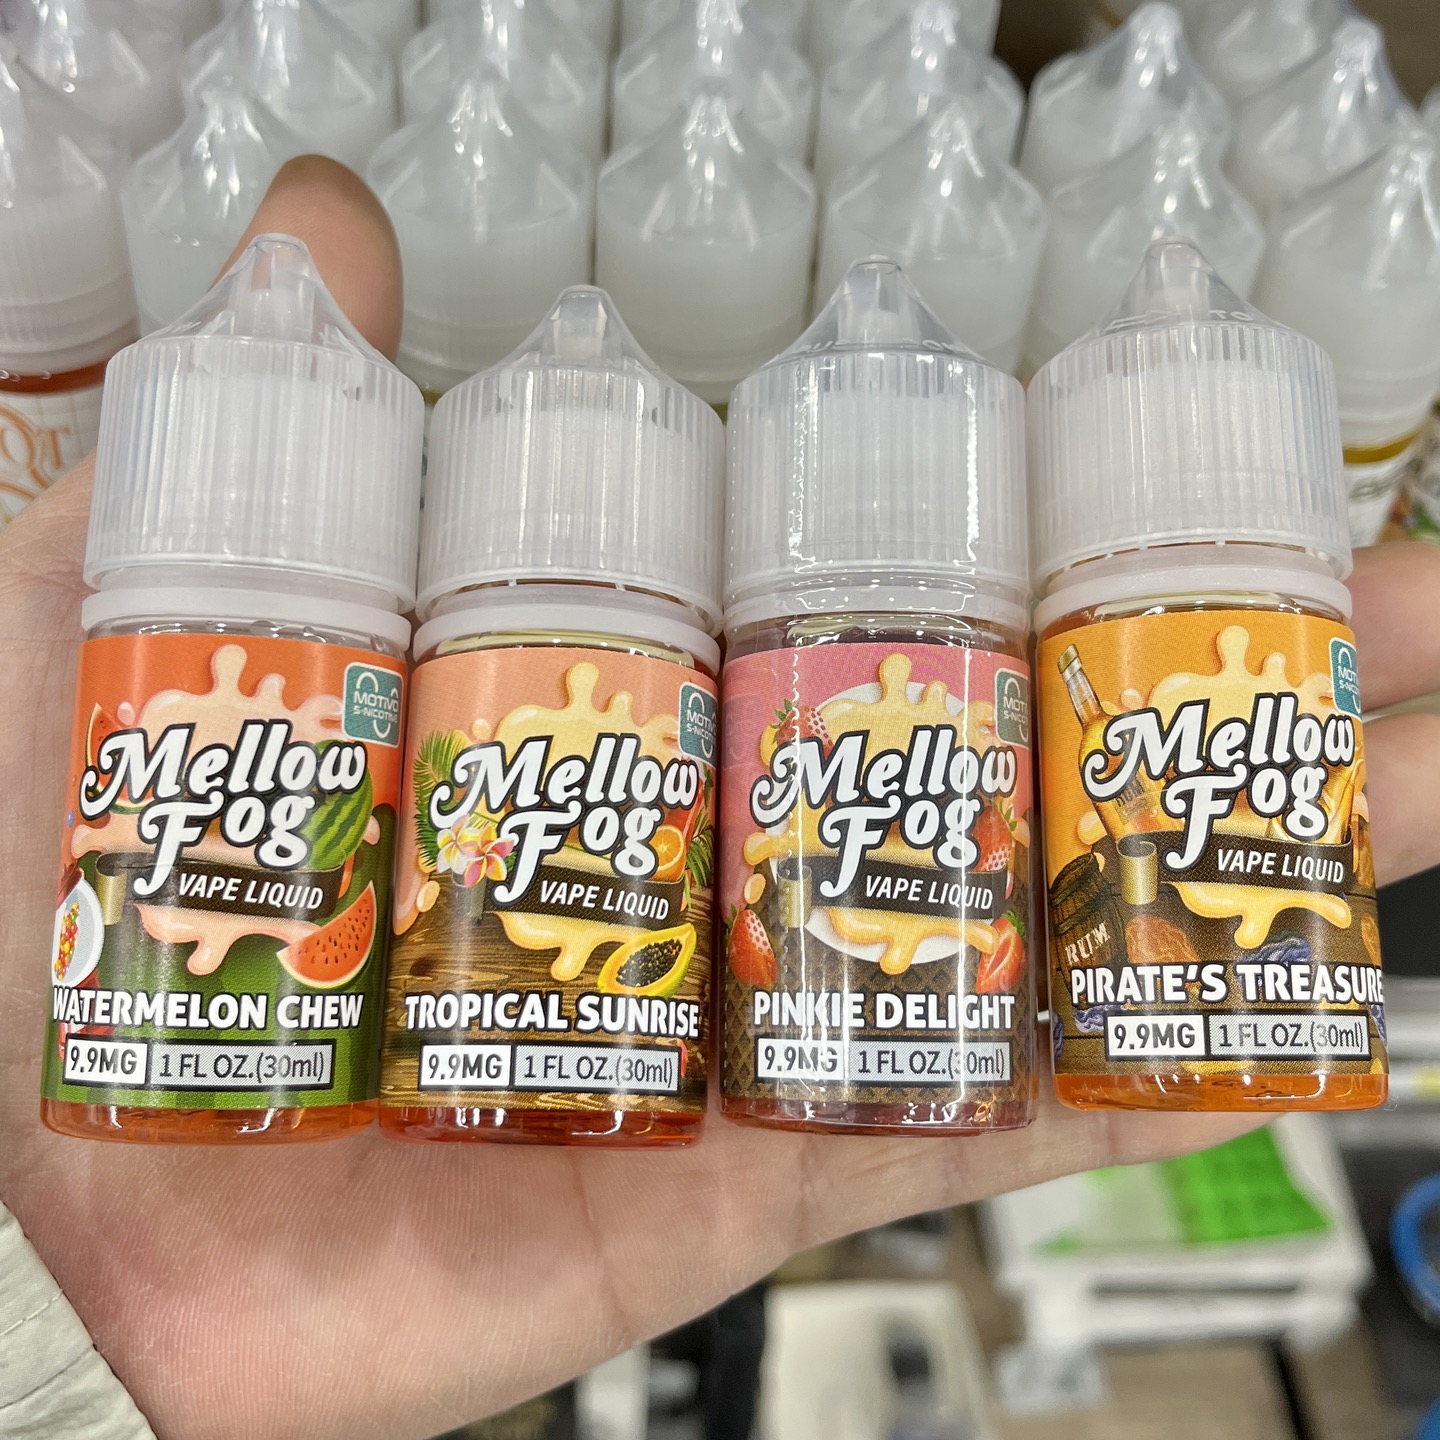 MOTIVO
S-NICOTINE
Mellow
Fog
VAPE LIQUID
WATERMELON CHEW
9.9MG
1 FL OZ.(30ml)
MOTIVO
S-NICOTINE
Mellow
Fog
VAPE LIQUID
TROPICAL SUNRISE
9.9MG
1 FL OZ.(30ml)
Mellow
Fog
VAPE LIQUID
PINKIE DELIGHT
9.9MG
1 FL OZ.(30ml)
Mellow
Fog
VAPE LIQUID
RUM
PIRATE'S TREASURE
9.9MG
1 FL OZ.(30ml)